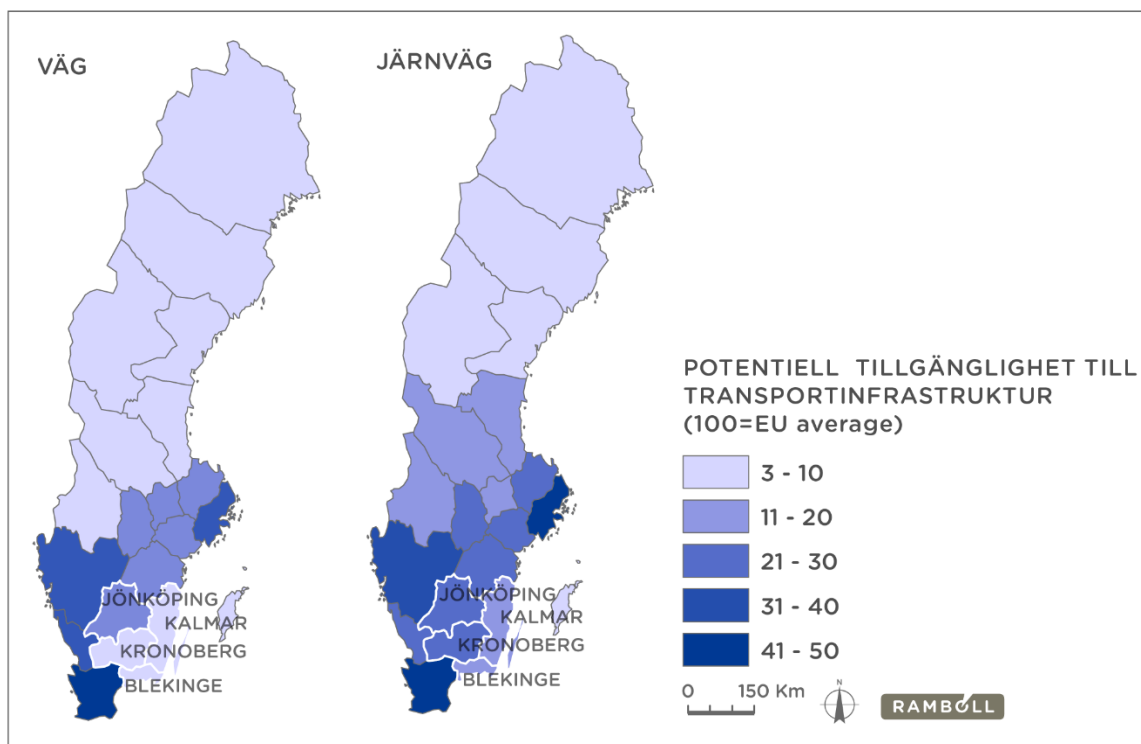 VÄG
JÖNKÖPING
KALMAR
KRONOBERG
BLEKINGE
JÄRNVÄG
JÖNKÖPING
KALMAR
KRONOBERG
BLEKINGE
POTENTIELL TILLGÄNGLIGHET TILL
TRANSPORTINFRASTRUKTUR
(100=EU average)
3 - 10
11 - 20
21 - 30
31 - 40
41 - 50
0 150 Km
N
RAMBOLL